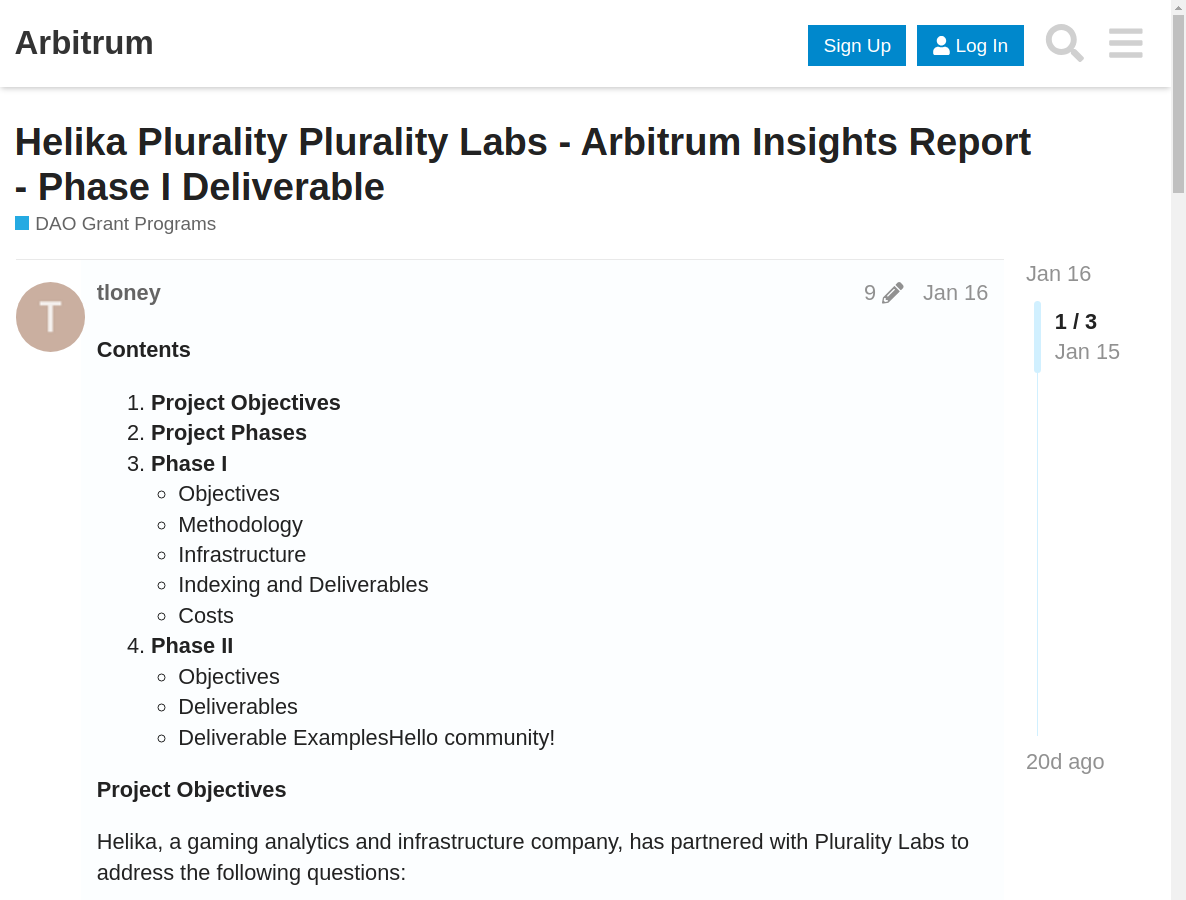 Arbitrum
Sign Up
Log In
Helika Plurality Plurality Labs - Arbitrum Insights Report
- Phase I Deliverable
DAO Grant Programs
T
tloney
9
Jan 16
Contents
1. Project Objectives
2. Project Phases
3. Phase I
◦ Objectives
◦ Methodology
◦ Infrastructure
◦ Indexing and Deliverables
◦ Costs
4. Phase II
◦ Objectives
◦ Deliverables
◦ Deliverable ExamplesHello community!
Project Objectives
Helika, a gaming analytics and infrastructure company, has partnered with Plurality Labs to
address the following questions:
Jan 16
1 / 3
Jan 15
20d ago